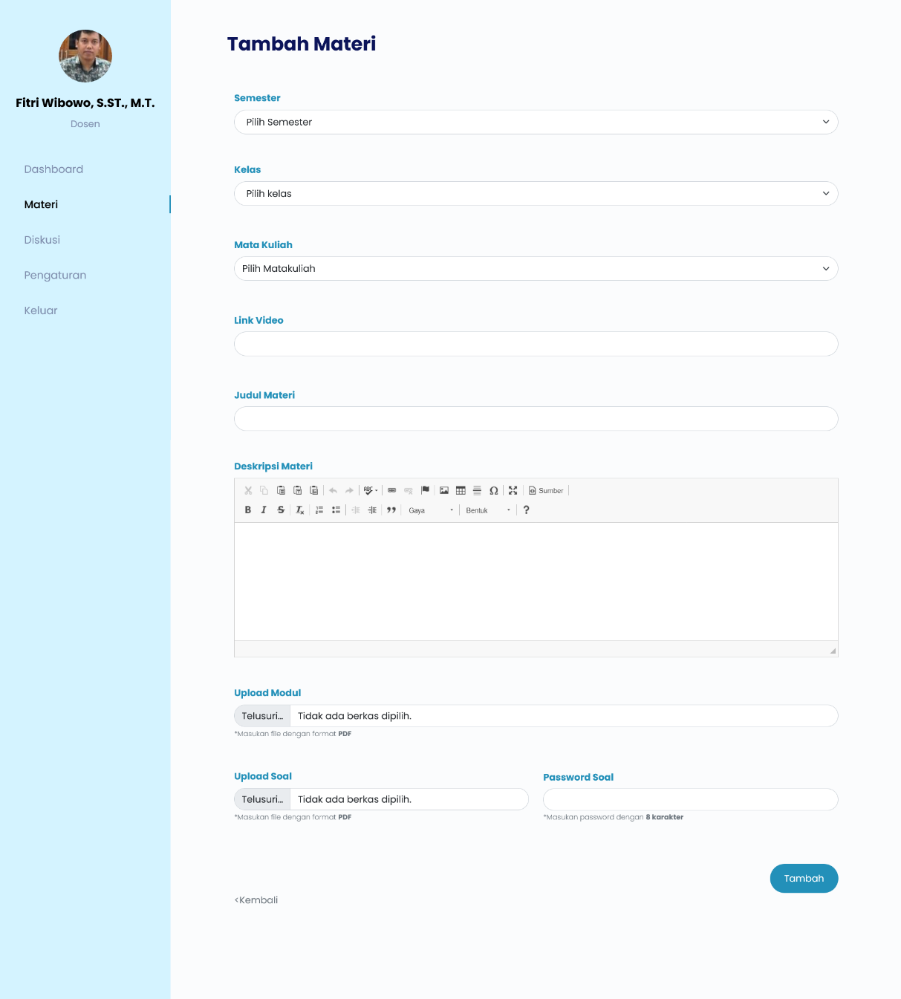 Fitri Wibowo, S.ST., M.T.
Dosen
Dashboard
Materi
Diskusi
Pengaturan
Keluar
Tambah Materi
Semester
Pilih Semester
Kelas
Pilih kelas
Mata Kuliah
Pilih Matakuliah
Link Video
Judul Materi
Deskripsi Materi
ABC
Ω
Sumber
B I S Tx
Gaya
Bentuk
?
Upload Modul
Telusuri... Tidak ada berkas dipilih.
*Masukan file dengan format PDF
Upload Soal
Telusuri... Tidak ada berkas dipilih.
*Masukan file dengan format PDF
Password Soal
*Masukan password dengan 8 karakter
Tambah
<Kembali